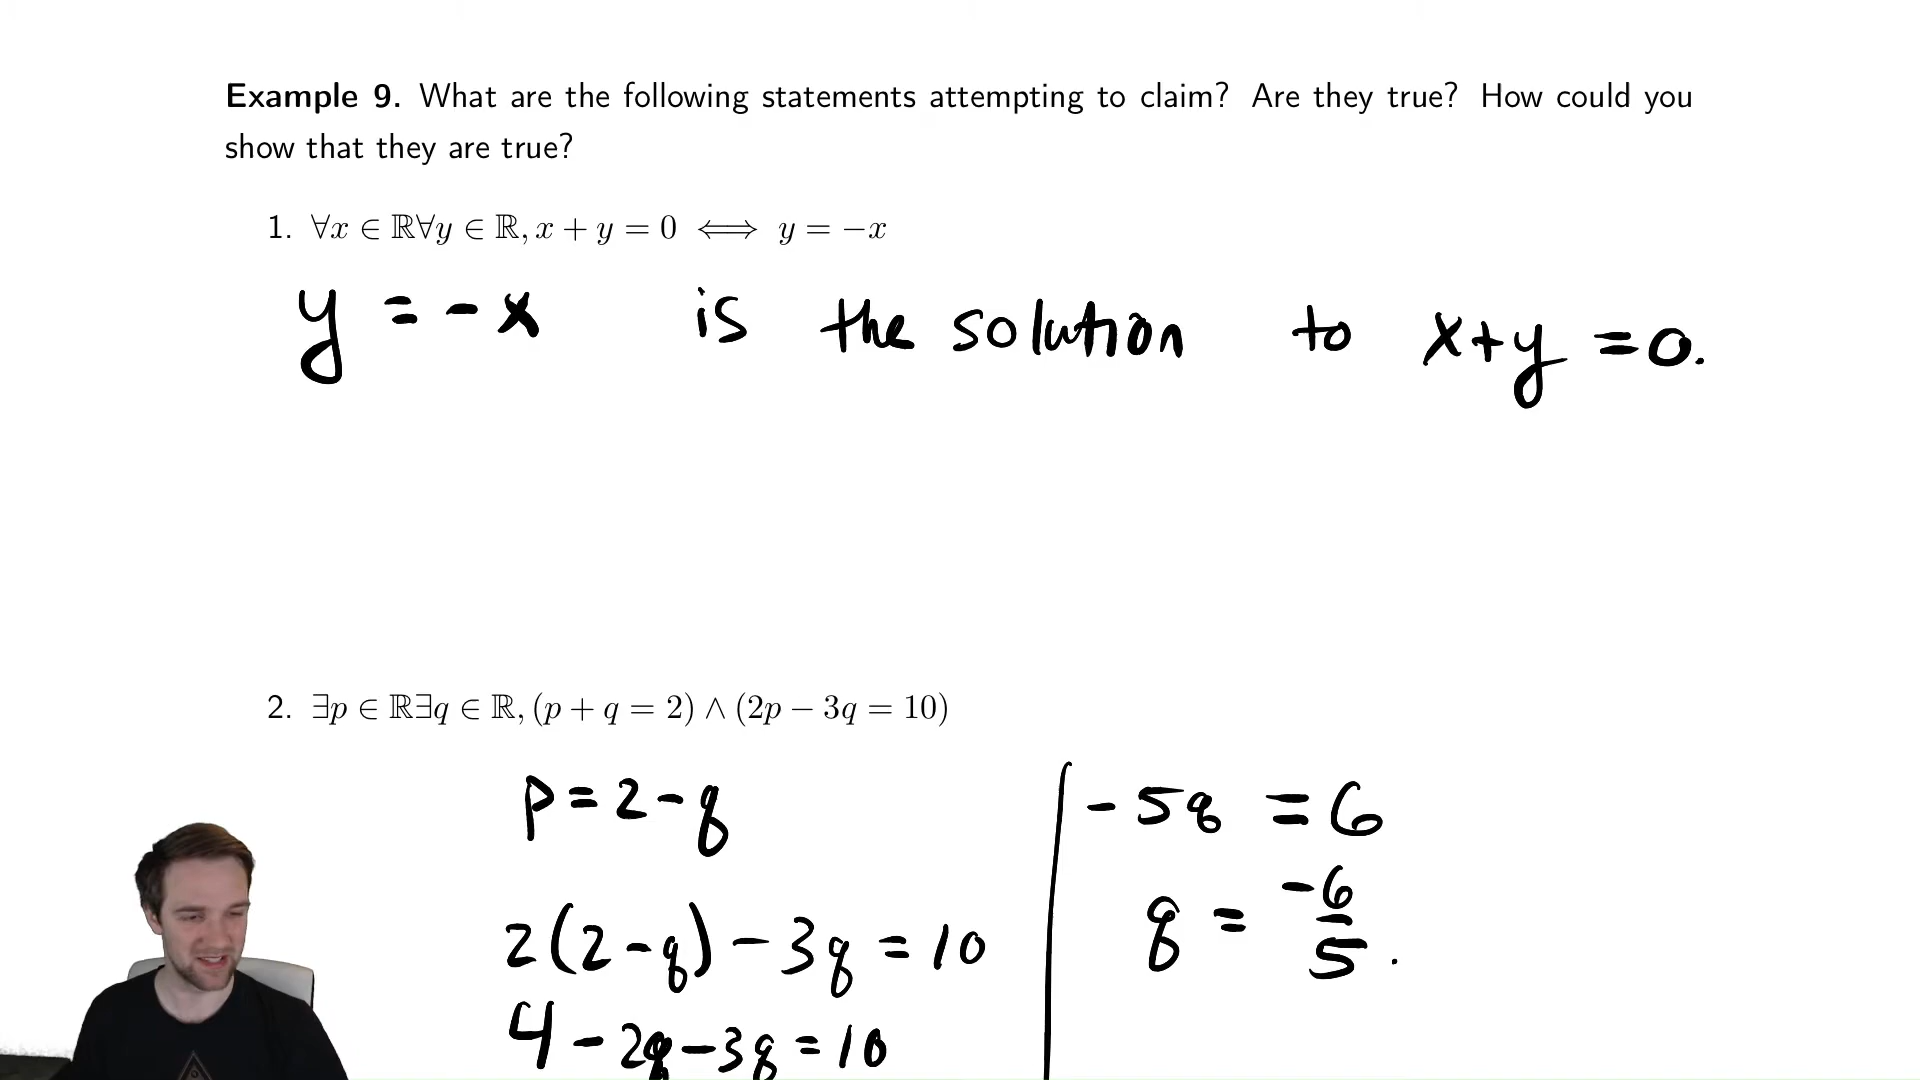 Example 9. What are the following statements attempting to claim? Are they true? How could you
show that they are true?
1. ∀x ∈ ℝ∀y ∈ ℝ, x + y = 0 ⟺ y = −x
y = -x is the solution to x+y =0.
2. ∃p ∈ ℝ∃q ∈ ℝ, (p + q = 2) ∧ (2p − 3q = 10)
p = 2 - q
2(2-q) - 3q = 10
4 - 2q - 3q = 10
- 5q = 6
q = -6/5.